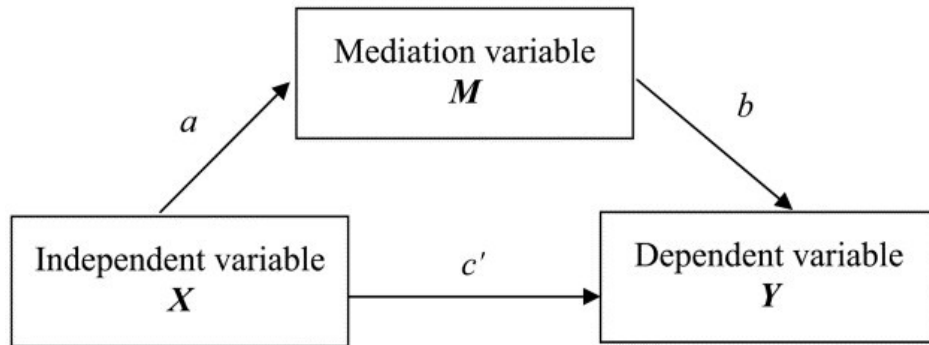 Mediation variable
M
a
b
Independent variable
X
c'
Dependent variable
Y